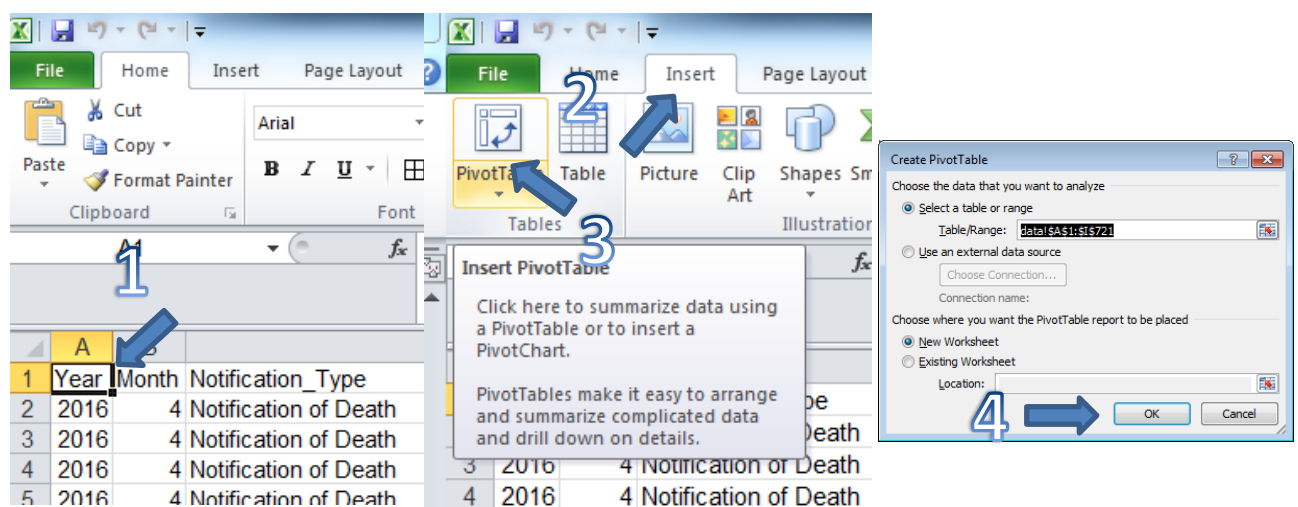 File Home Insert Page Layout
Paste
Cut
Copy
Format Painter
Clipboard
Arial
B I U
Font
A1
fx
1
A
1 Year Month Notification_Type
2 2016 4 Notification of Death
3 2016 4 Notification of Death
4 2016 4 Notification of Death
5 2016 4 Notification of Death
File Home Insert Page Layout
2
PivotTable Table Picture Clip Art Shapes Sm
Tables
Illustration
3
fx
Insert PivotTable
Click here to summarize data using
a PivotTable or to insert a
PivotChart.
PivotTables make it easy to arrange
and summarize complicated data
and drill down on details.
pe
Death
3 2016 4 Notification of Death
4 2016 4 Notification of Death
Create PivotTable
Choose the data that you want to analyze
Select a table or range
Table/Range: data!$A$1:$I$721
Use an external data source
Choose Connection...
Connection name:
Choose where you want the PivotTable report to be placed
New Worksheet
Existing Worksheet
Location:
4
OK Cancel